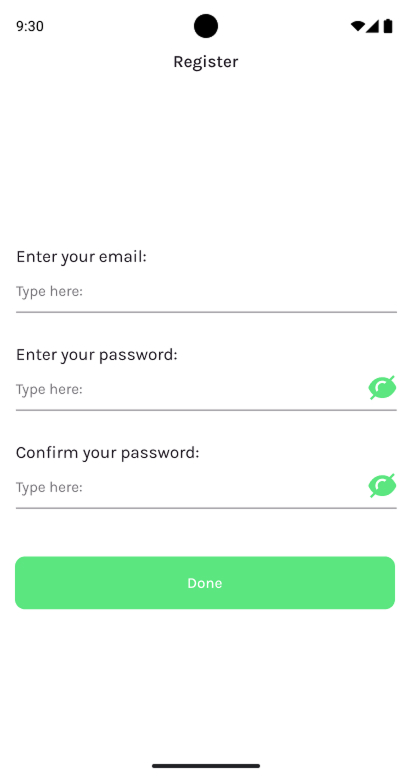 9:30
Register
Enter your email:
Type here:
Enter your password:
Type here:
Confirm your password:
Type here:
Done